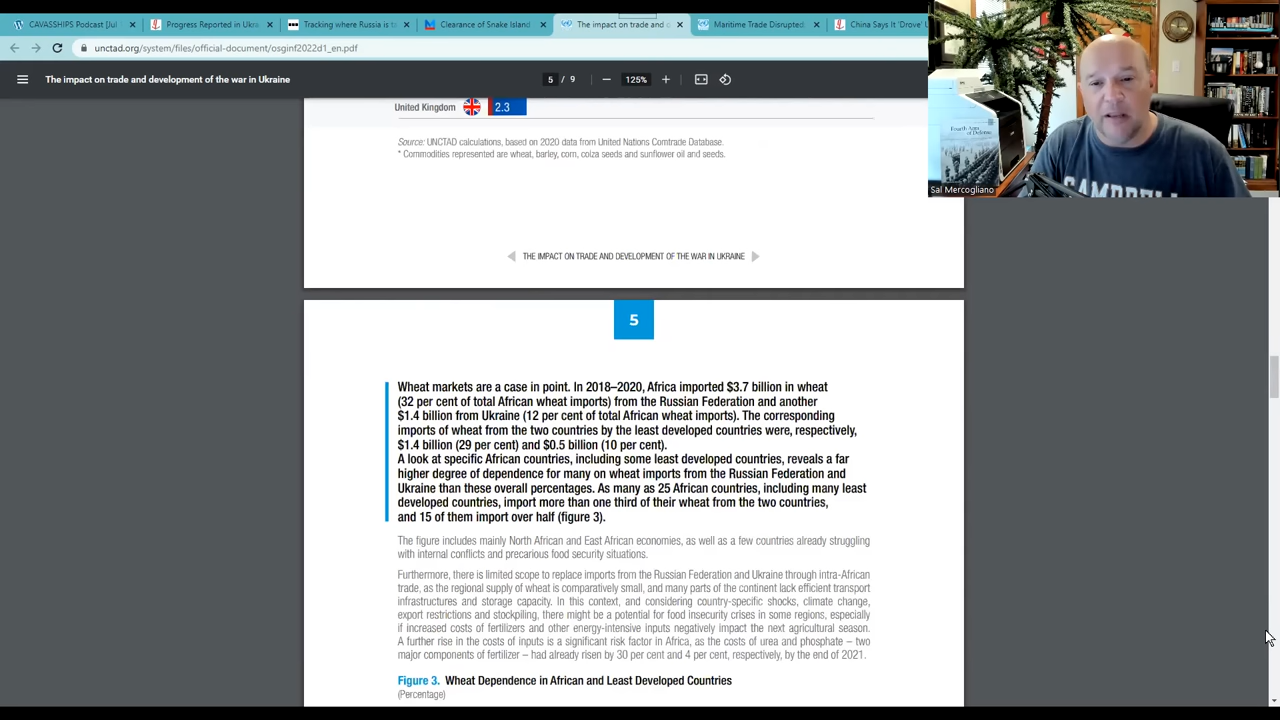 CAVASSHIPS Podcast [Jul
Progress Reported in Ukra
Tracking where Russia is t
Clearance of Snake Island
The impact on trade and d
Maritime Trade Disrupted
China Says It 'Drove' U
unctad.org/system/files/official-document/osginf2022d1_en.pdf
The impact on trade and development of the war in Ukraine
5 / 9
125%
United Kingdom 2.3
Source: UNCTAD calculations, based on 2020 data from United Nations Comtrade Database.
* Commodities represented are wheat, barley, corn, colza seeds and sunflower oil and seeds.
THE IMPACT ON TRADE AND DEVELOPMENT OF THE WAR IN UKRAINE
5
Wheat markets are a case in point. In 2018–2020, Africa imported $3.7 billion in wheat
(32 per cent of total African wheat imports) from the Russian Federation and another
$1.4 billion from Ukraine (12 per cent of total African wheat imports). The corresponding
imports of wheat from the two countries by the least developed countries were, respectively,
$1.4 billion (29 per cent) and $0.5 billion (10 per cent).
A look at specific African countries, including some least developed countries, reveals a far
higher degree of dependence for many on wheat imports from the Russian Federation and
Ukraine than these overall percentages. As many as 25 African countries, including many least
developed countries, import more than one third of their wheat from the two countries,
and 15 of them import over half (figure 3).
The figure includes mainly North African and East African economies, as well as a few countries already struggling
with internal conflicts and precarious food security situations.
Furthermore, there is limited scope to replace imports from the Russian Federation and Ukraine through intra-African
trade, as the regional supply of wheat is comparatively small, and many parts of the continent lack efficient transport
infrastructures and storage capacity. In this context, and considering country-specific shocks, climate change,
export restrictions and stockpiling, there might be a potential for food insecurity crises in some regions, especially
if increased costs of fertilizers and other energy-intensive inputs negatively impact the next agricultural season.
A further rise in the costs of inputs is a significant risk factor in Africa, as the costs of urea and phosphate – two
major components of fertilizer – had already risen by 30 per cent and 4 per cent, respectively, by the end of 2021.
Figure 3. Wheat Dependence in African and Least Developed Countries
(Percentage)
Fourth Arm
of Defense
CAMPBELL
Sal Mercogliano